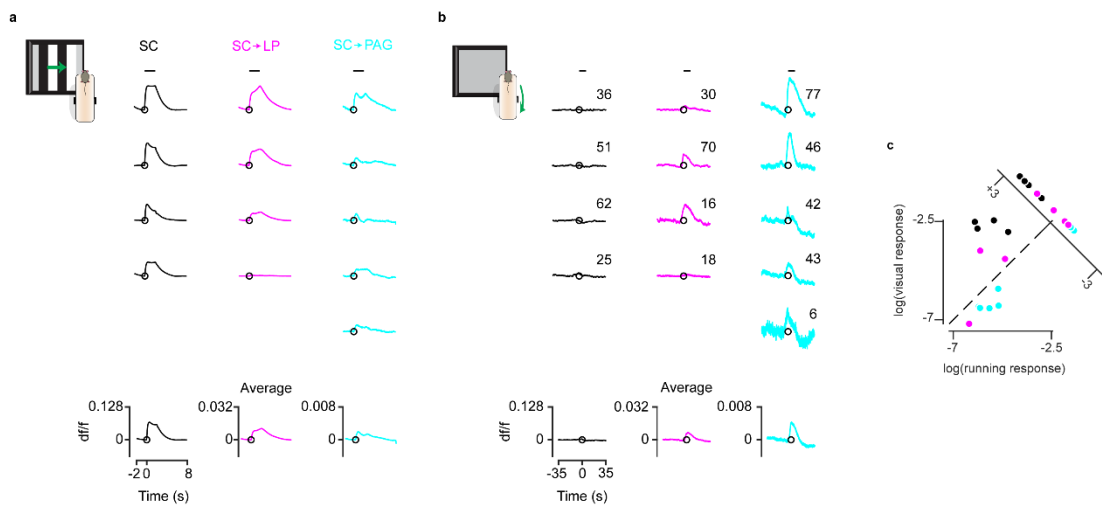 a
b
SC
SC→LP
SC→PAG
36
30
77
51
70
46
62
16
42
25
18
43
6
Average
0.128
0.032
0.008
df/f
0
0
0
-2 0 8
Time (s)
Average
0.128
0.032
0.008
0
0
0
-35 0 35
Time (s)
c
+3
-3
-2.5
log(visual response)
-7
-7
-2.5
log(running response)